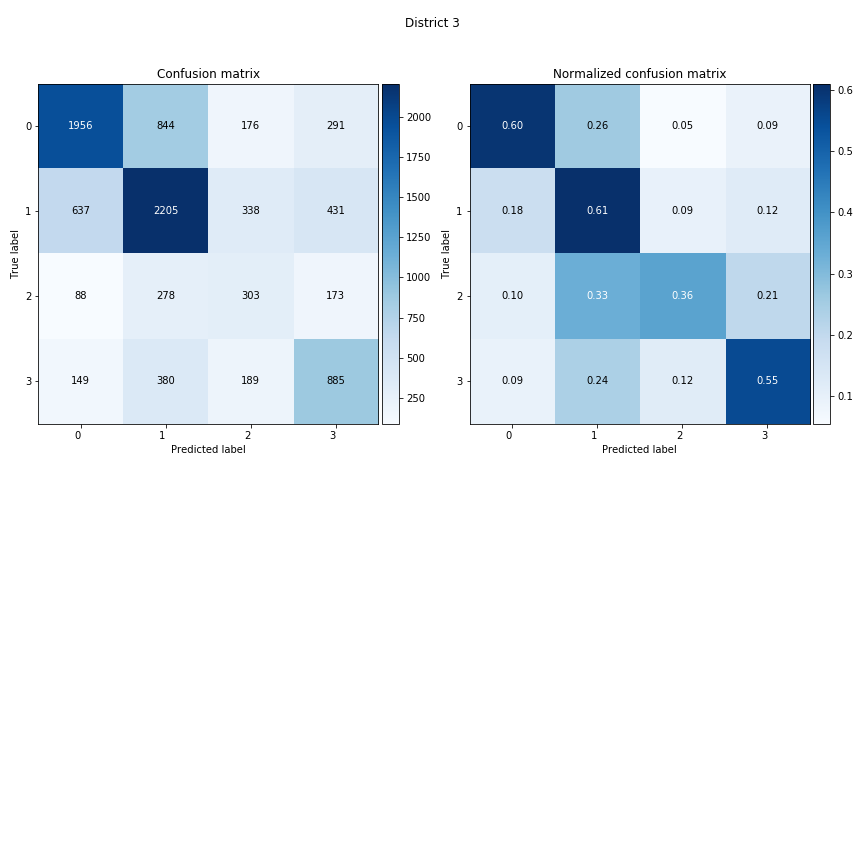 District 3
Confusion matrix
0 1956 844 176 291
1 637 2205 338 431
2 88 278 303 173
3 149 380 189 885
0 1 2 3
Predicted label
True label
2000
1750
1500
1250
1000
750
500
250
Normalized confusion matrix
0 0.60 0.26 0.05 0.09
1 0.18 0.61 0.09 0.12
2 0.10 0.33 0.36 0.21
3 0.09 0.24 0.12 0.55
0 1 2 3
Predicted label
True label
0.6
0.5
0.4
0.3
0.2
0.1